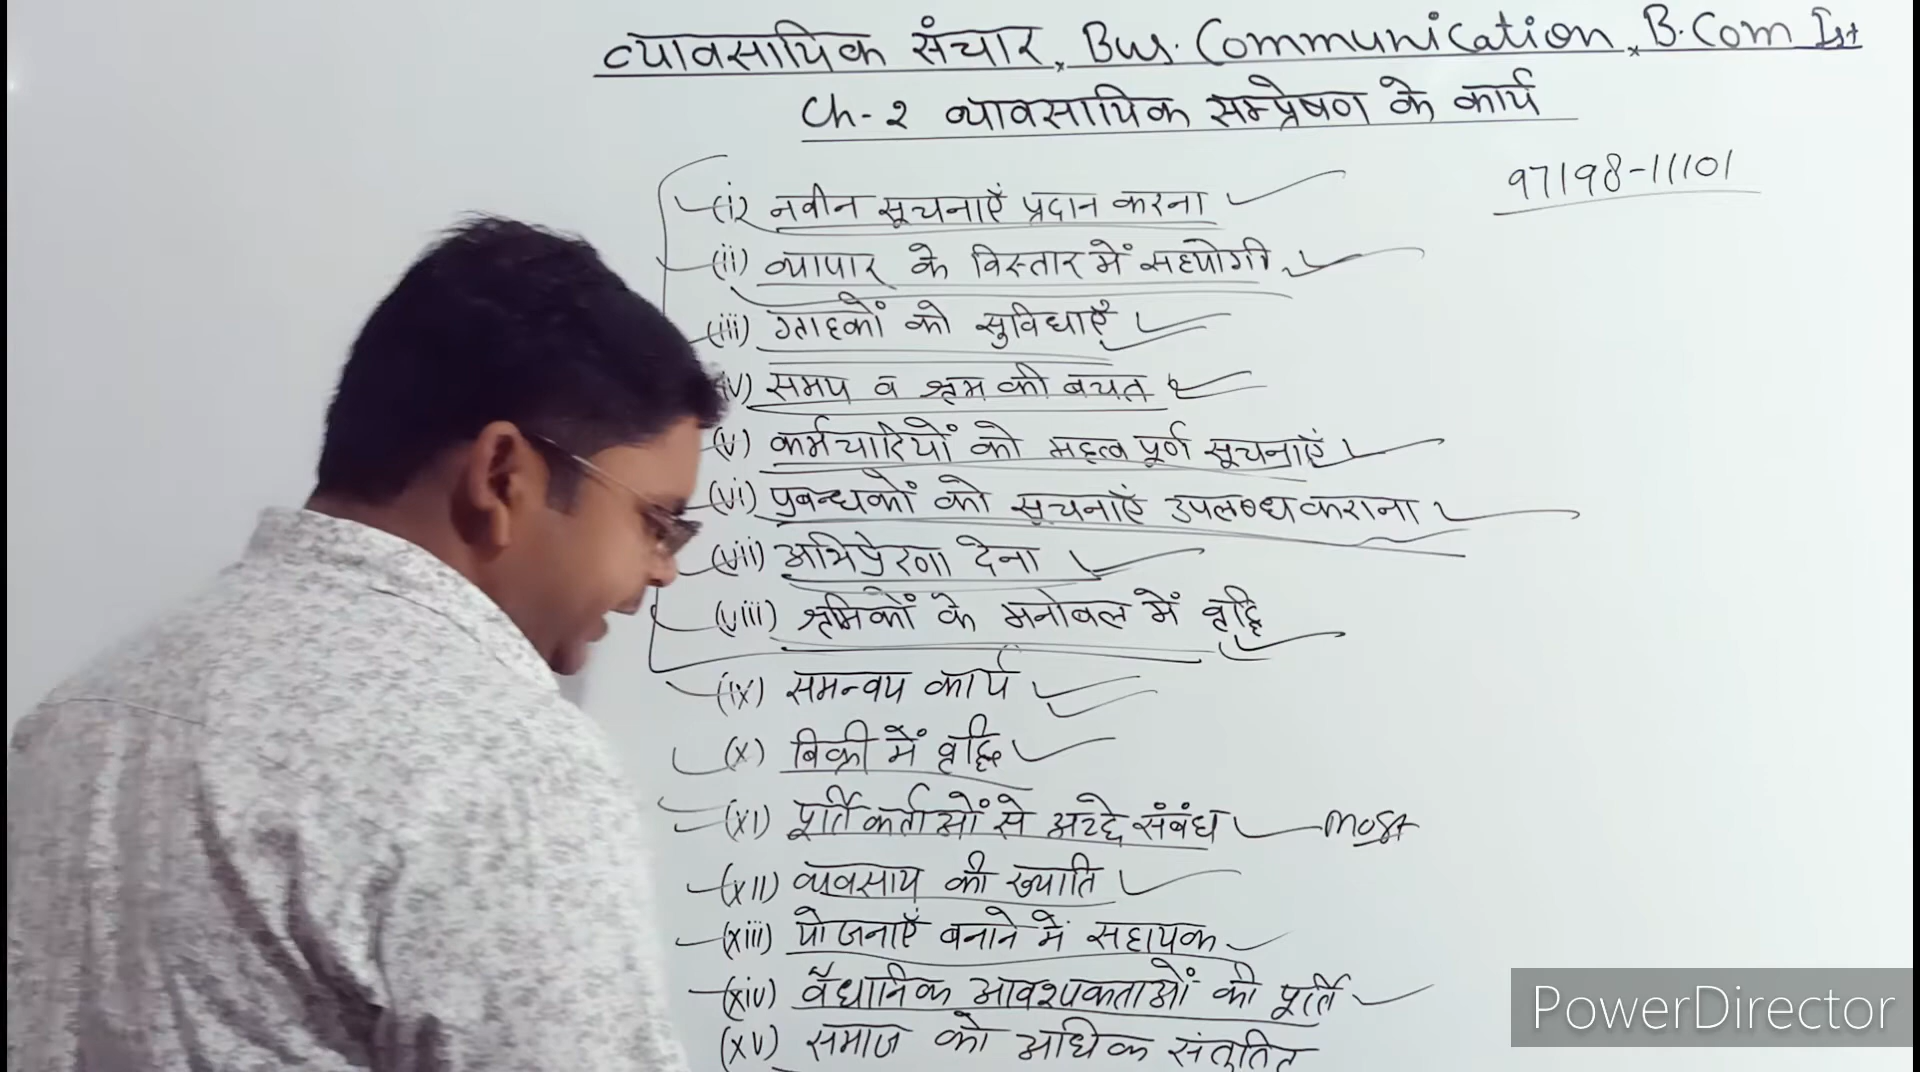 व्यावसायिक संचार, Bus. Communication, B.Com Ist
Ch-2 व्यावसायिक सम्प्रेषण के कार्य
97198-11101
(i) नवीन सूचनाएँ प्रदान करना
(ii) व्यापार के विस्तार में सहयोगी
(iii) ग्राहकों को सुविधाएँ
iv) समय व श्रम की बचत
(v) कर्मचारियों को महत्वपूर्ण सूचनाएं
(vi) प्रबन्धकों को सूचनाएं उपलब्ध कराना
(vii) अभिप्रेरणा देना
(viii) श्रमिकों के मनोबल में वृद्धि
(ix) समन्वय कार्य
(x) बिक्री में वृद्धि
(xi) पूर्तिकर्ताओं से अच्छे संबंध most
(xii) व्यवसाय की ख्याति
(xiii) योजनाएँ बनाने में सहायक
(xiv) वैधानिक आवश्यकताओं की पूर्ति
(xv) समाज को अधिक संतुलित
PowerDirector